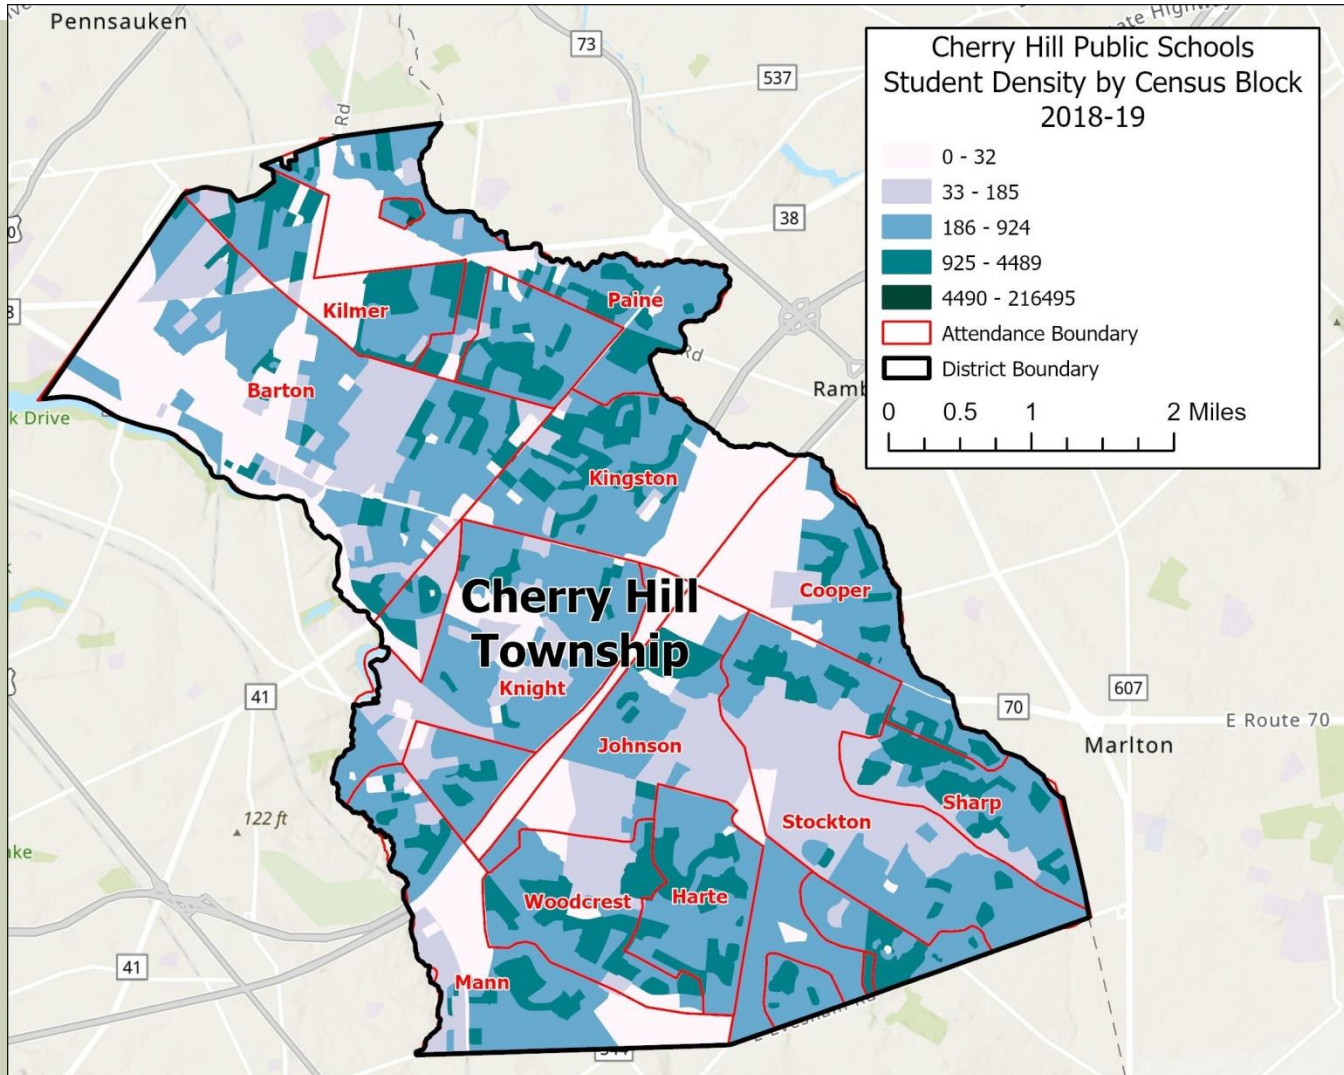 Pennsauken
73
537
Rd
38
Cherry Hill Public Schools
Student Density by Census Block
2018-19
0 - 32
33 - 185
186 - 924
925 - 4489
4490 - 216495
Attendance Boundary
District Boundary
0 0.5 1 2 Miles
Paine
Kilmer
Rd
Barton
k Drive
Ramb
Kingston
Cooper
Cherry Hill
Township
Knight
41
70
607
E Route 70
Johnson
Marlton
Sharp
122 ft
Stockton
ake
Woodcrest
Harte
41
Mann